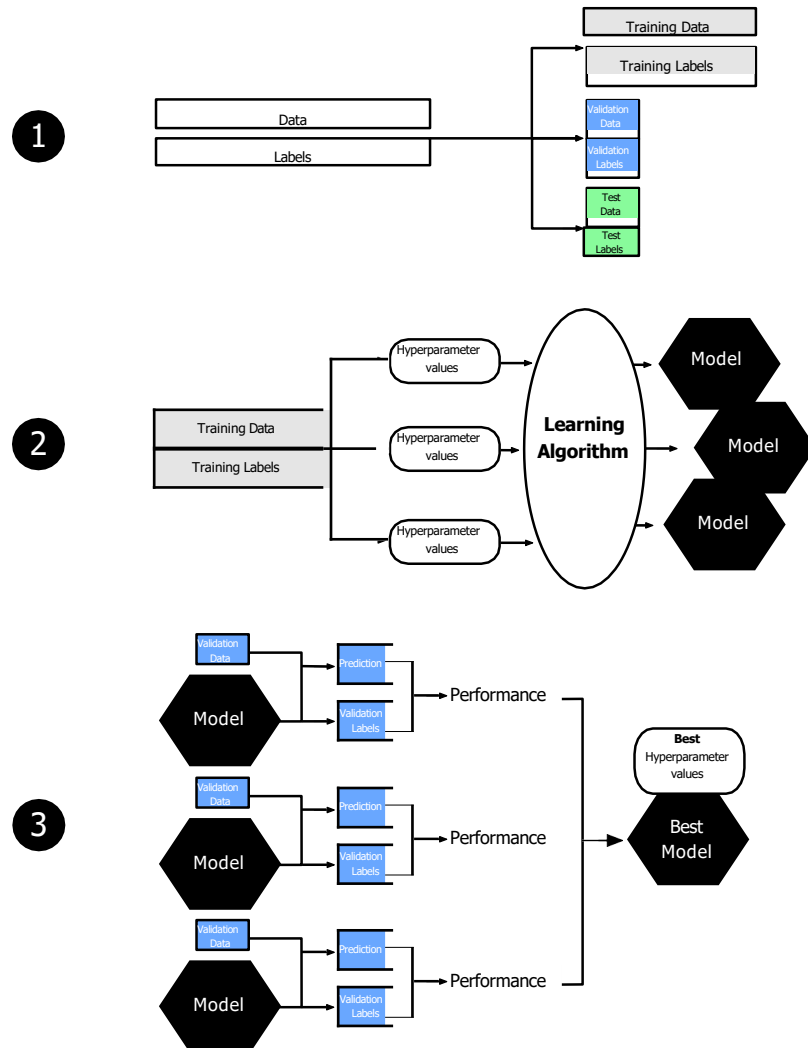 1
Data
Labels
Training Data
Training Labels
Validation
Data
Validation
Labels
Test
Data
Test
Labels
2
Training Data
Training Labels
Hyperparameter
values
Hyperparameter
values
Hyperparameter
values
Learning
Algorithm
Model
Model
Model
3
Validation
Data
Model
Prediction
Validation
Labels
Performance
Validation
Data
Model
Prediction
Validation
Labels
Performance
Validation
Data
Model
Prediction
Validation
Labels
Performance
Best
Hyperparameter
values
Best
Model